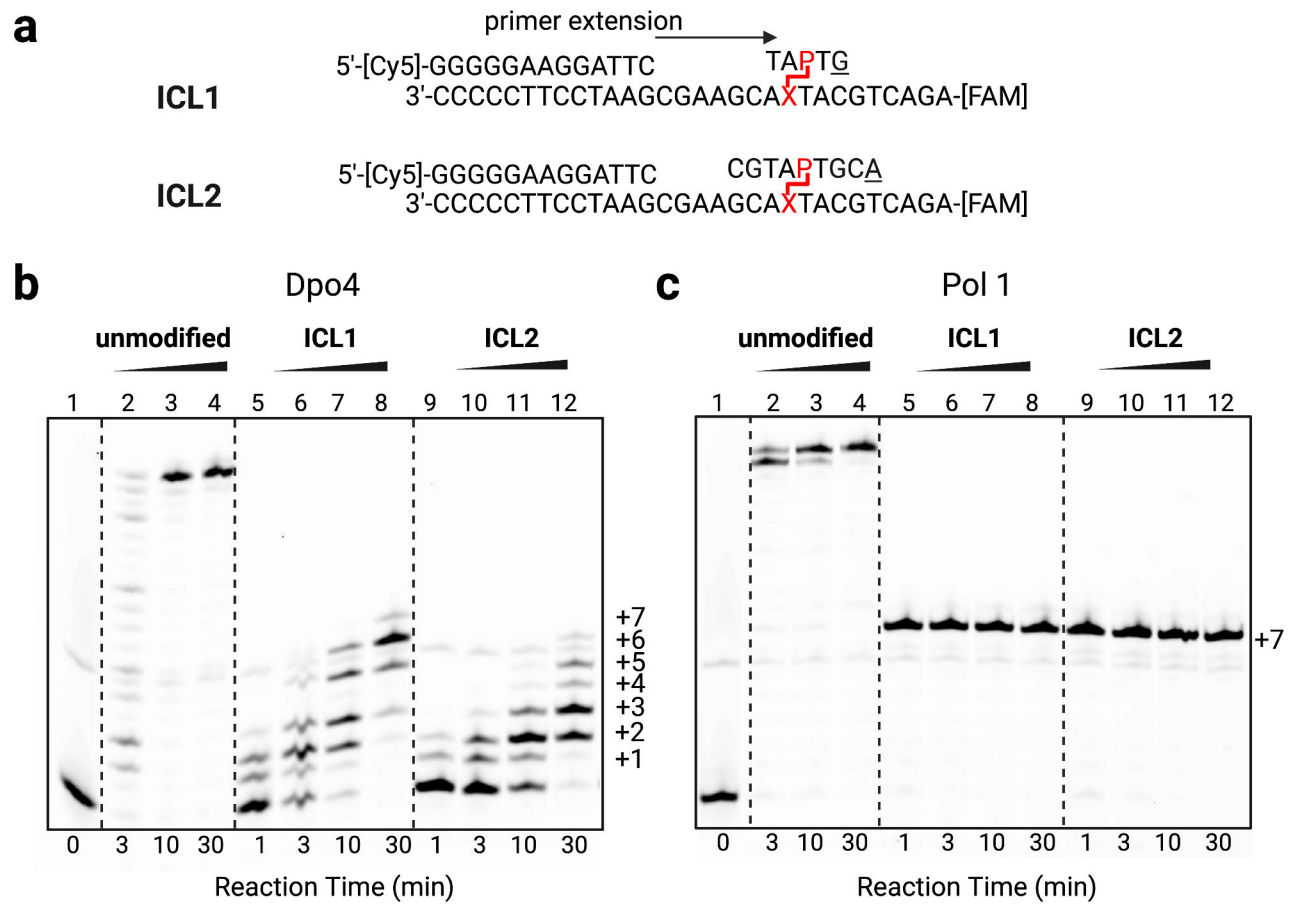 a
primer extension
TAPTG
5'-[Cy5]-GGGGGAAGGATTC
ICL1
3'-CCCCCTTCCTAAGCGAAGCAXTACGTCAGA-[FAM]
CGTAPTGCA
5'-[Cy5]-GGGGGAAGGATTC
ICL2
3'-CCCCCTTCCTAAGCGAAGCAXTACGTCAGA-[FAM]
b
Dpo4
unmodified ICL1 ICL2
1 2 3 4 5 6 7 8 9 10 11 12
+7
+6
+5
+4
+3
+2
+1
0 3 10 30 1 3 10 30 1 3 10 30
Reaction Time (min)
c
Pol 1
unmodified ICL1 ICL2
1 2 3 4 5 6 7 8 9 10 11 12
+7
0 3 10 30 1 3 10 30 1 3 10 30
Reaction Time (min)